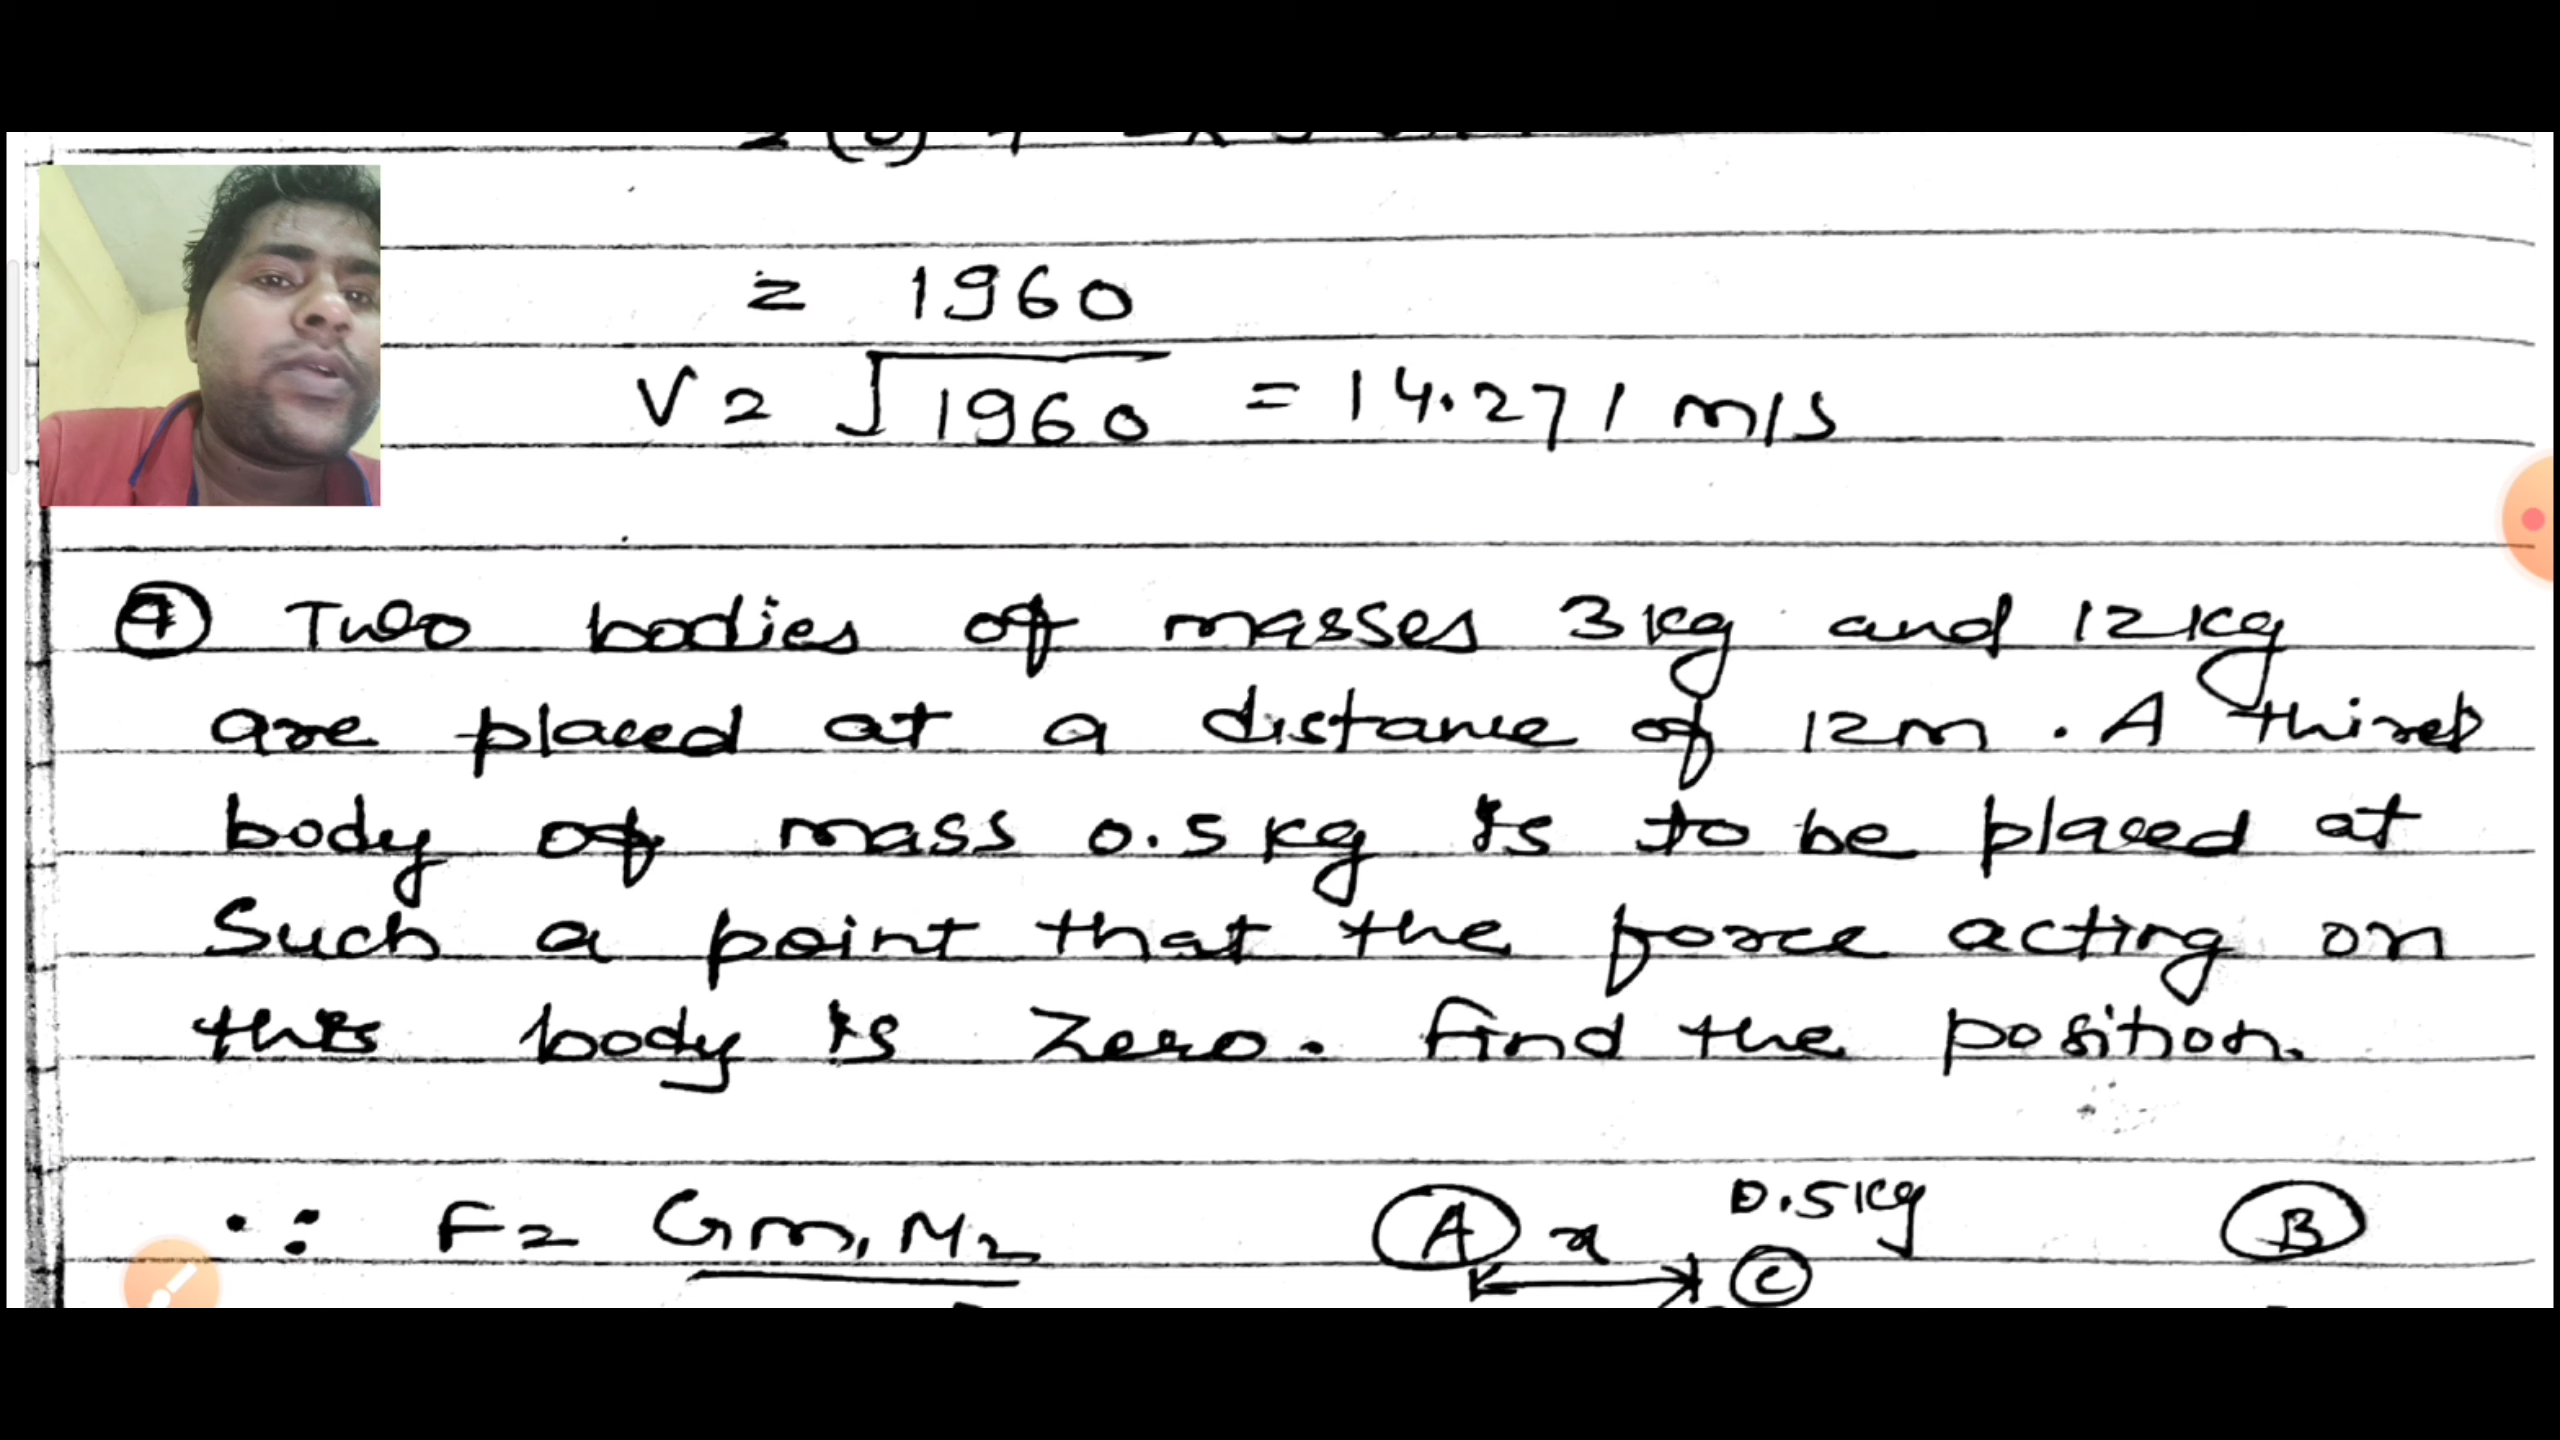 = 1960
V = √1960 = 14.271 m/s
④ Two bodies of masses 3kg and 12kg
are placed at a distance of 12m. A third
body of mass 0.5kg is to be placed at
Such a point that the force acting on
this body is Zero. find the position.
∵ F = Gm1M2 A x 0.5kg B
C